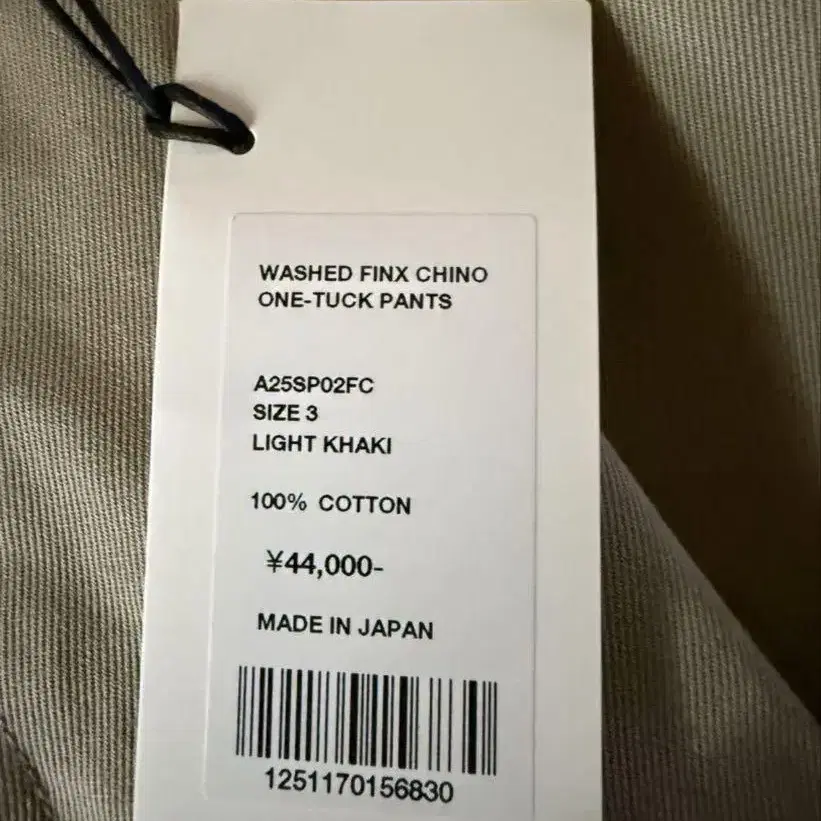 WASHED FINX CHINO
ONE-TUCK PANTS
A25SP02FC
SIZE 3
LIGHT KHAKI
100% COTTON
¥44,000-
MADE IN JAPAN
1251170156830